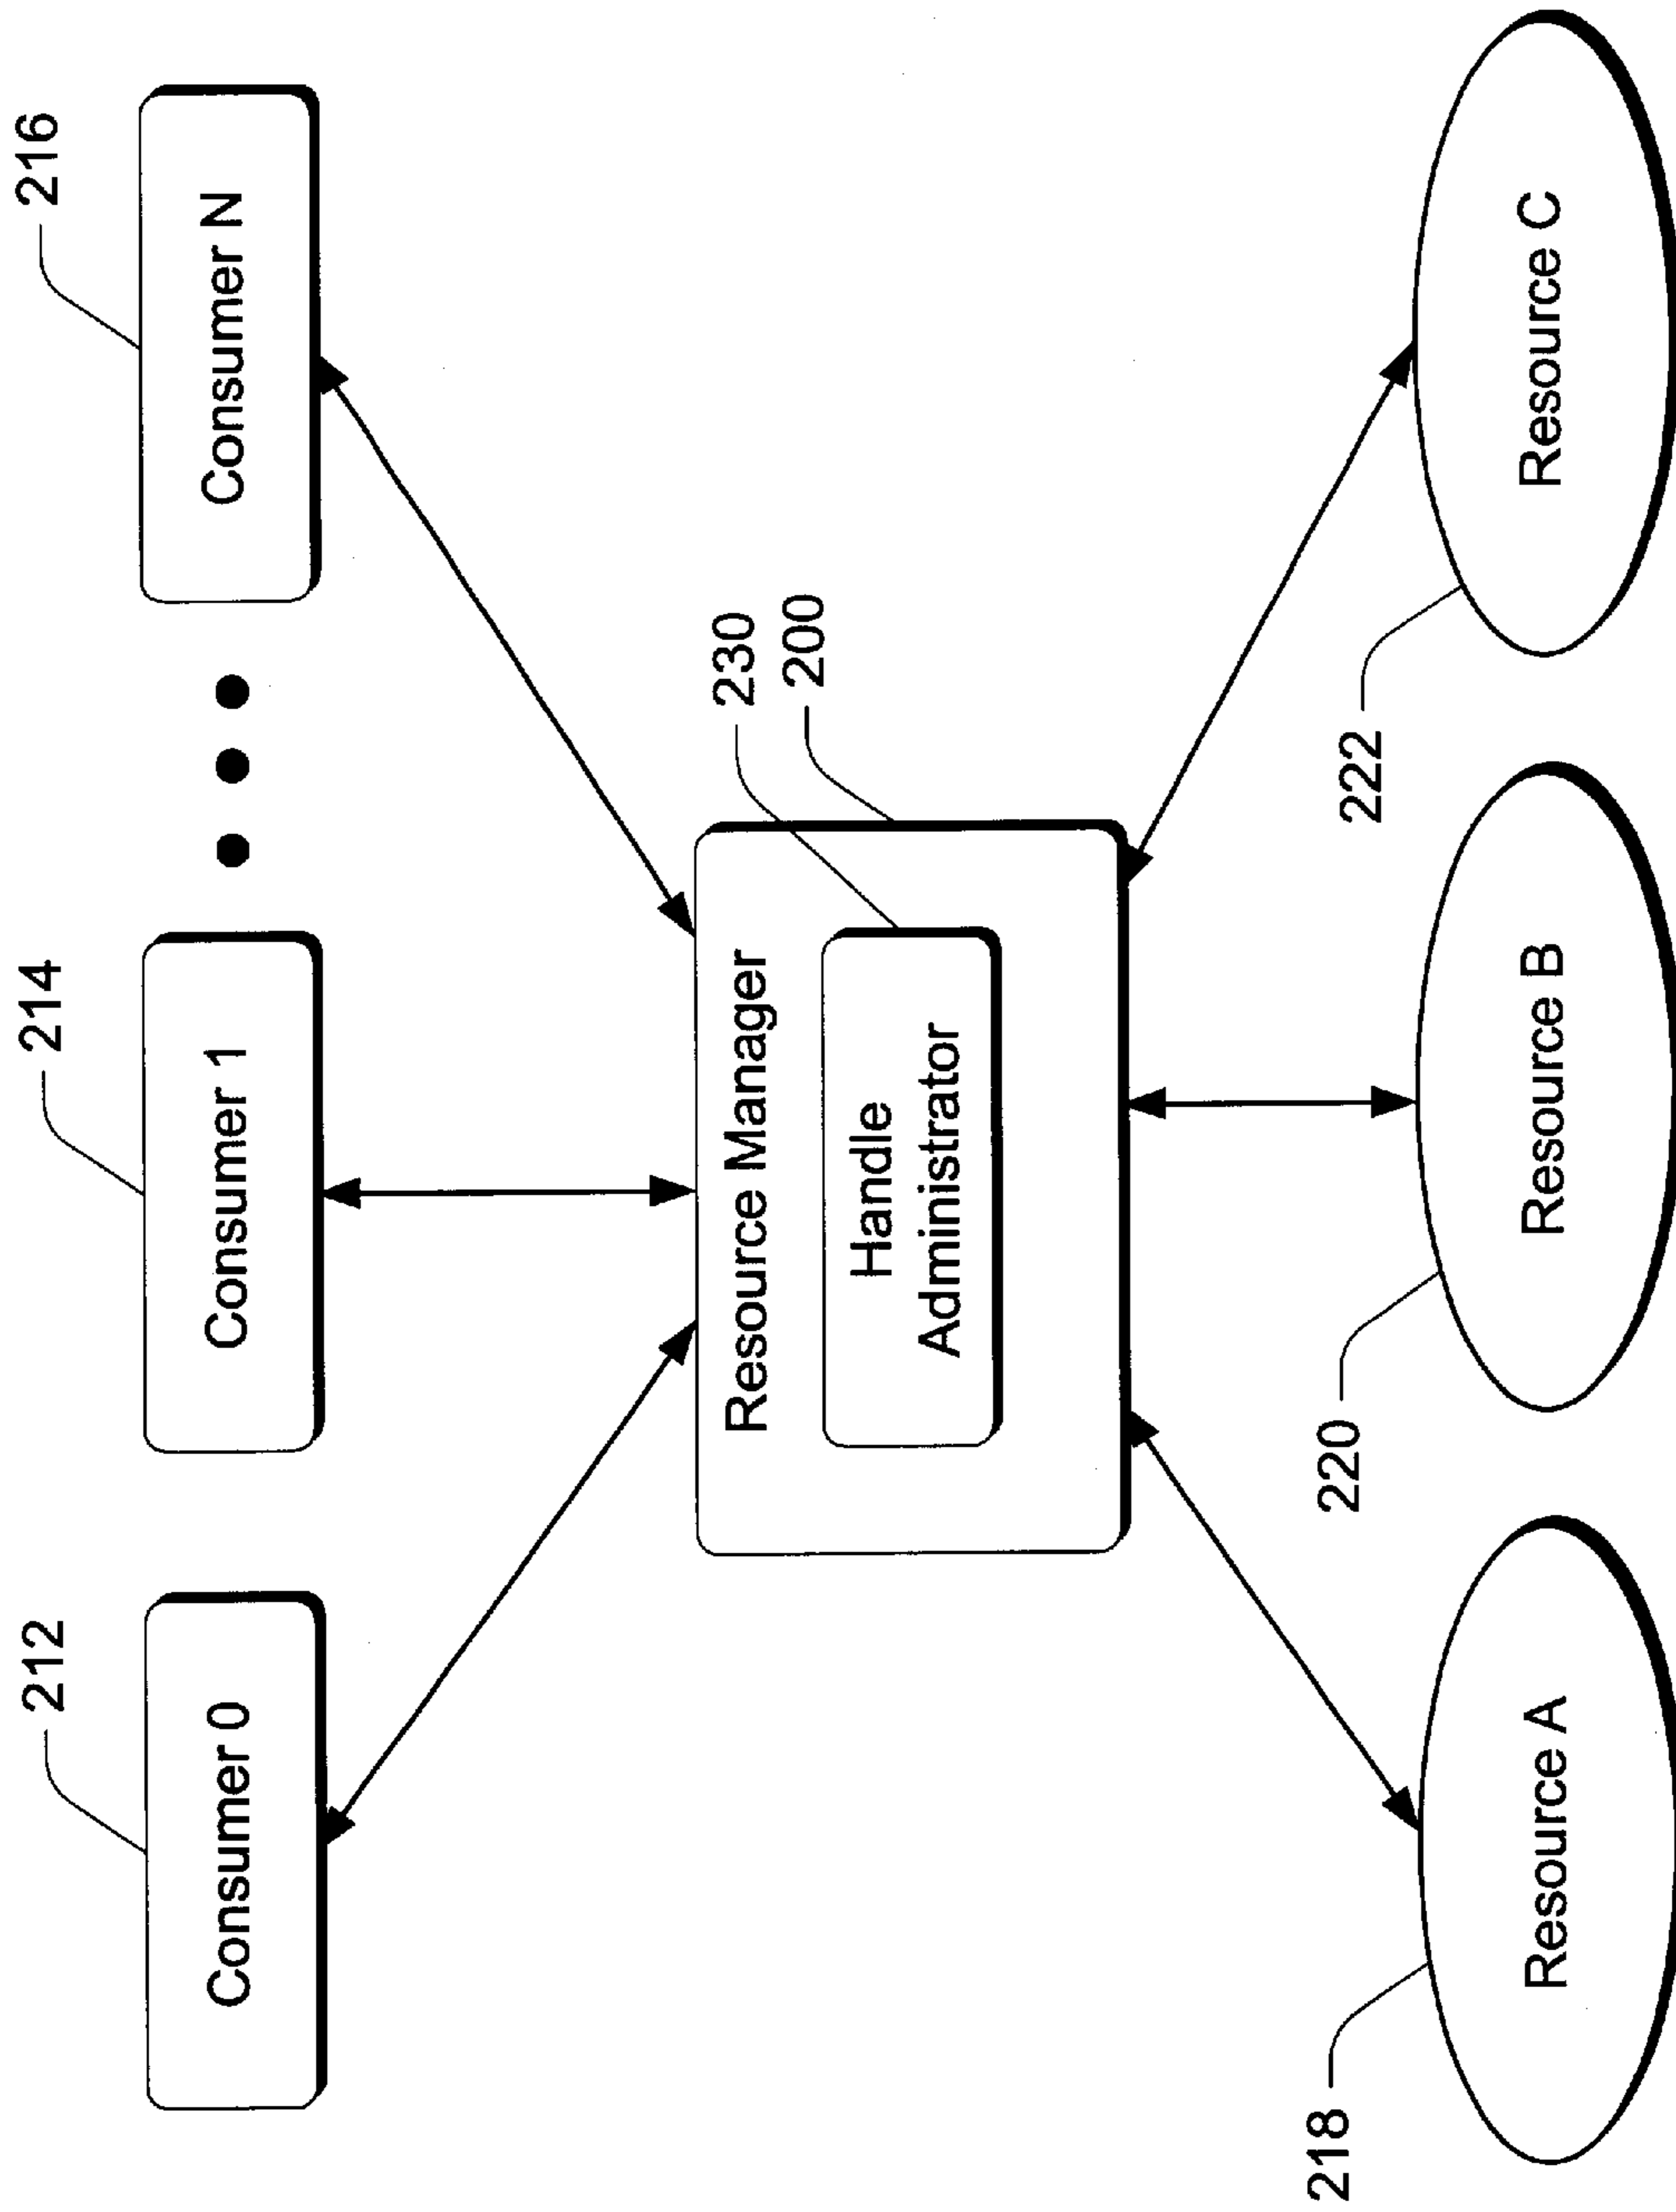 212
214
216
Consumer 0
Consumer 1
Consumer N
230
200
Resource Manager
Handle
Administrator
218
220
222
Resource A
Resource B
Resource C